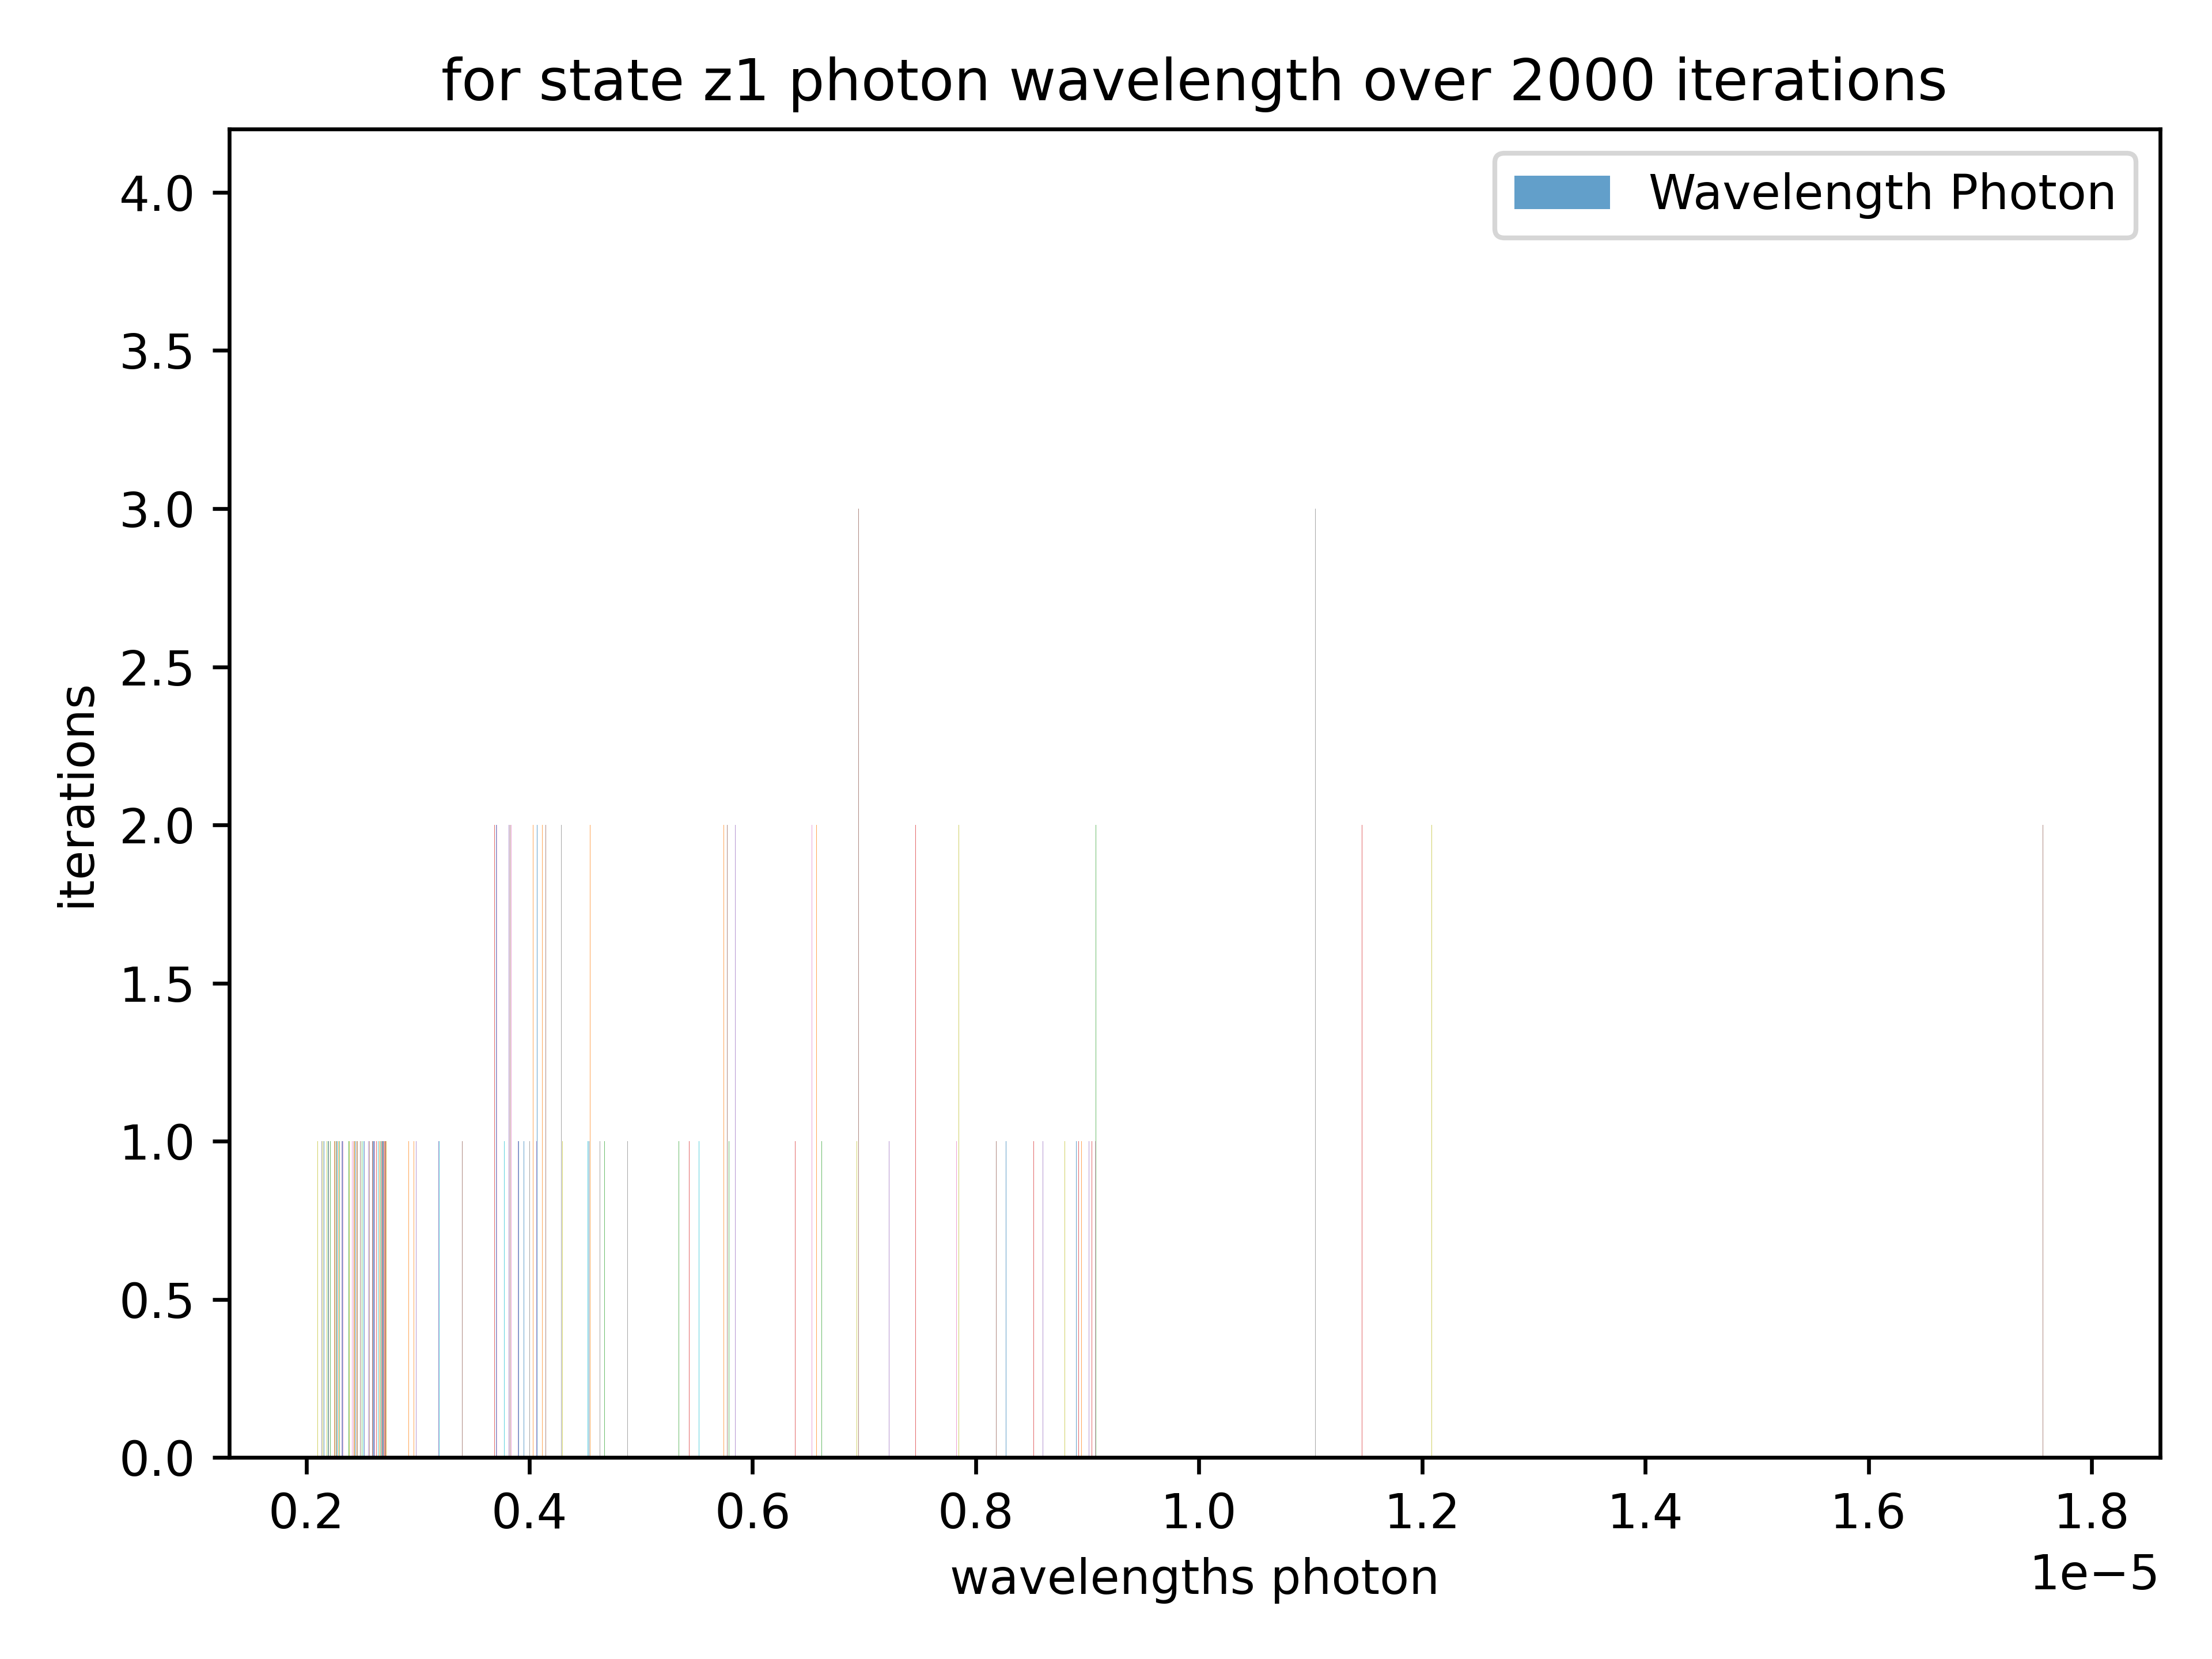 for state z1 photon wavelength over 2000 iterations
Wavelength Photon
4.0
3.5
3.0
2.5
2.0
1.5
1.0
0.5
0.0
iterations
0.2 0.4 0.6 0.8 1.0 1.2 1.4 1.6 1.8
1e−5
wavelengths photon